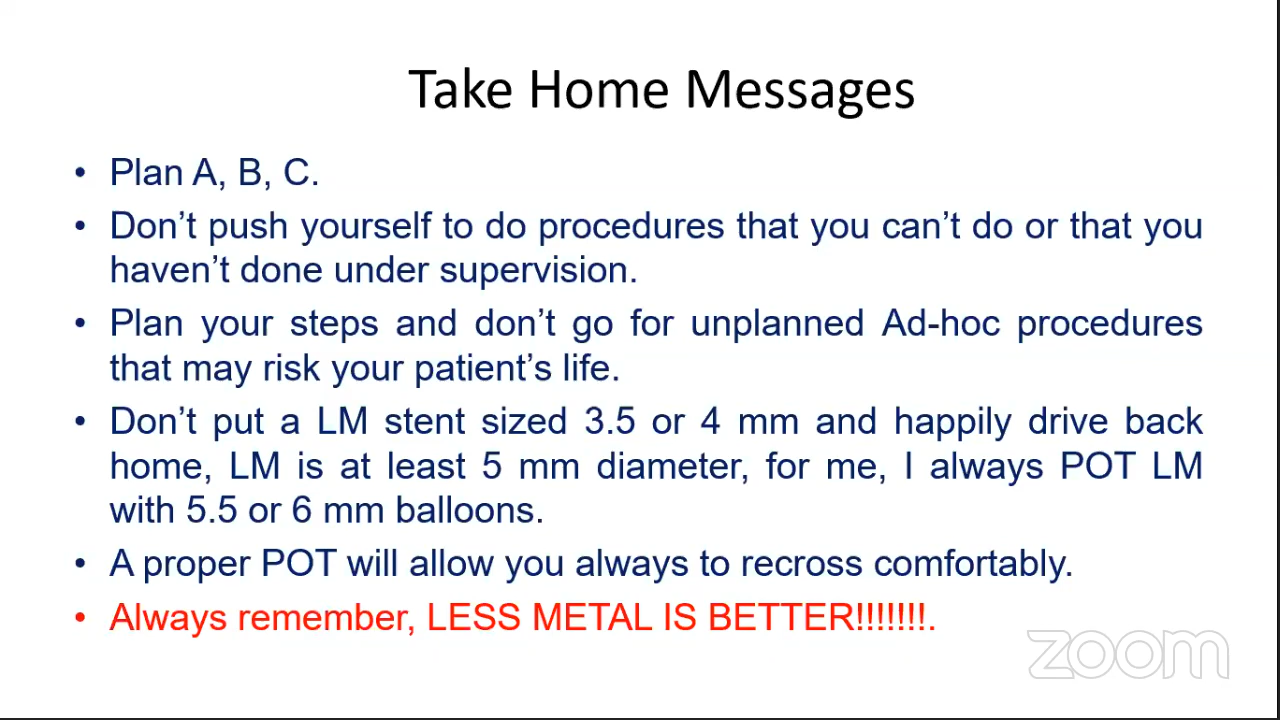 Take Home Messages
• Plan A, B, C.
• Don’t push yourself to do procedures that you can’t do or that you
haven’t done under supervision.
• Plan your steps and don’t go for unplanned Ad-hoc procedures
that may risk your patient’s life.
• Don’t put a LM stent sized 3.5 or 4 mm and happily drive back
home, LM is at least 5 mm diameter, for me, I always POT LM
with 5.5 or 6 mm balloons.
• A proper POT will allow you always to recross comfortably.
• Always remember, LESS METAL IS BETTER!!!!!!!.
zoom